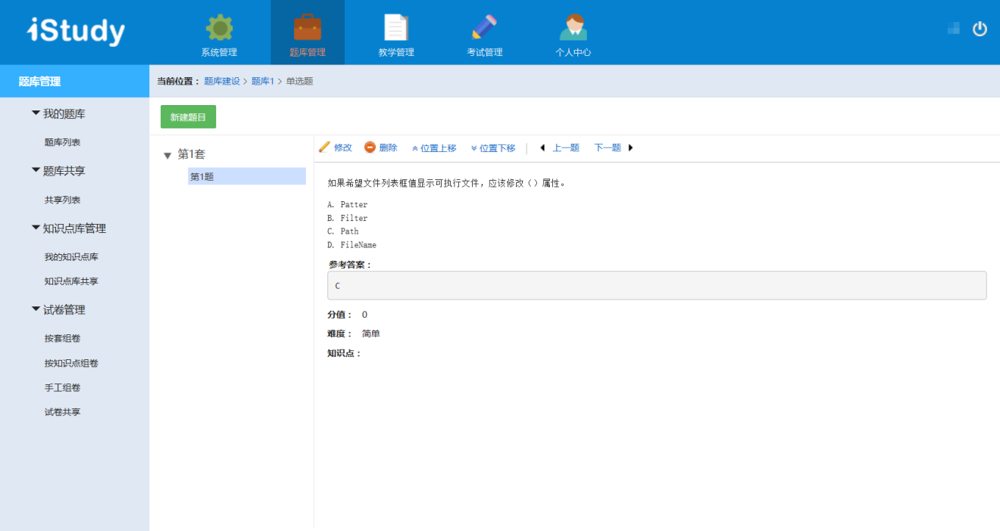 iStudy
系统管理
题库管理
教学管理
考试管理
个人中心
题库管理
当前位置： 题库建设 > 题库1 > 单选题
我的题库
题库列表
题库共享
共享列表
知识点库管理
我的知识点库
知识点库共享
试卷管理
按套组卷
按知识点组卷
手工组卷
试卷共享
新建题目
第1套
第1题
修改 删除 位置上移 位置下移 | 上一题 下一题
如果希望文件列表框值显示可执行文件，应该修改（）属性。
A. Patter
B. Filter
C. Path
D. FileName
参考答案：
C
分值： 0
难度： 简单
知识点：